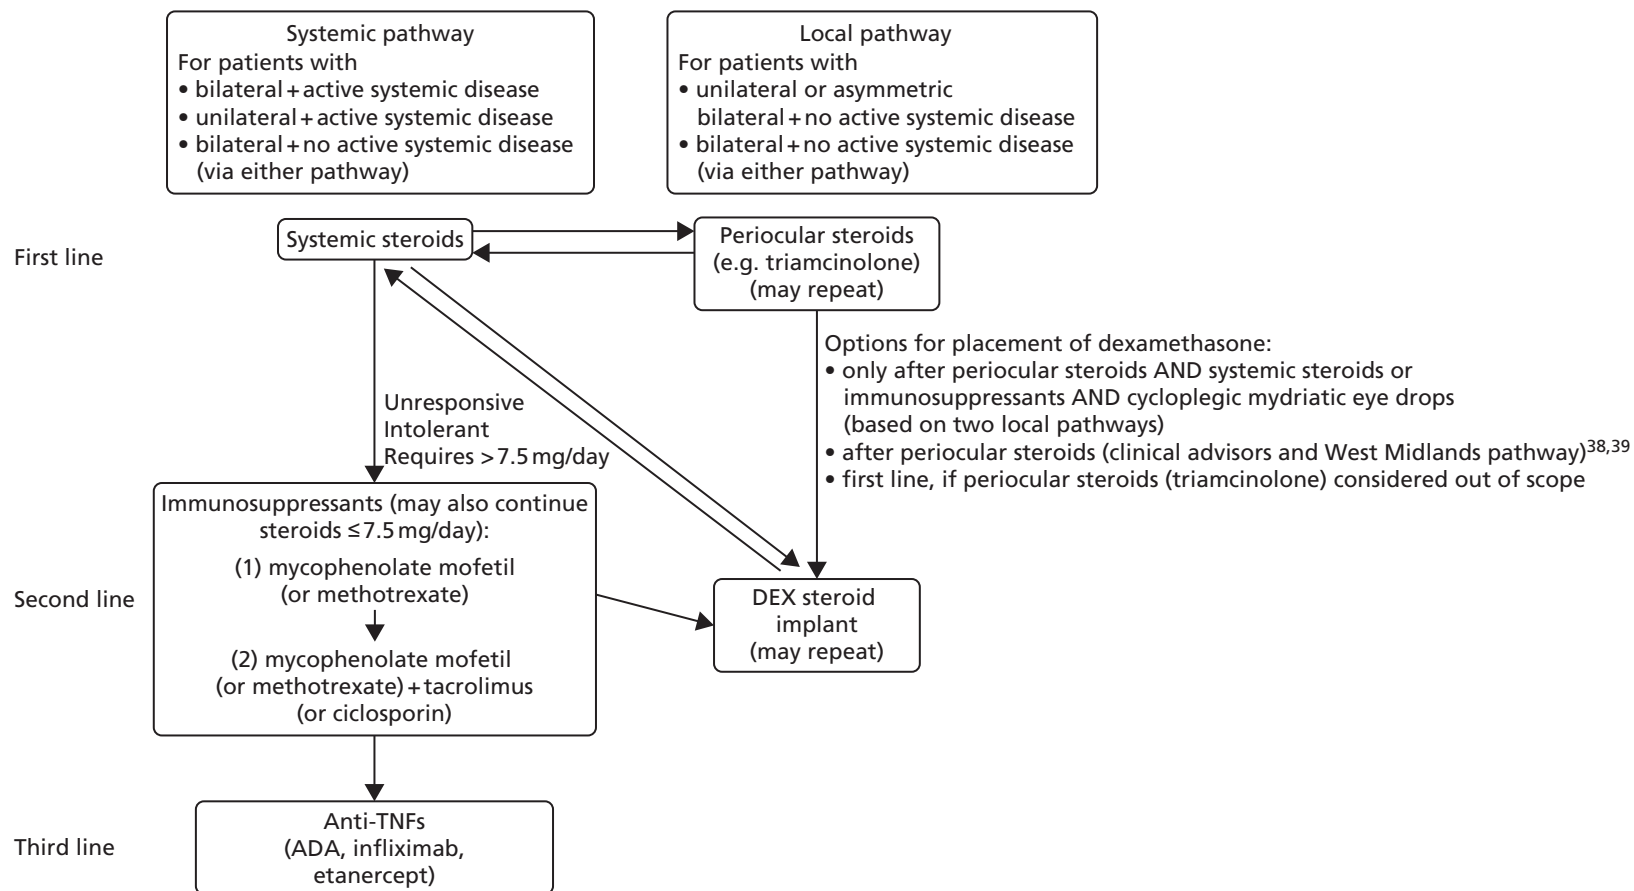 Systemic pathway
For patients with
• bilateral + active systemic disease
• unilateral + active systemic disease
• bilateral + no active systemic disease
(via either pathway)
Local pathway
For patients with
• unilateral or asymmetric
bilateral + no active systemic disease
• bilateral + no active systemic disease
(via either pathway)
First line
Systemic steroids
Periocular steroids
(e.g. triamcinolone)
(may repeat)
Options for placement of dexamethasone:
• only after periocular steroids AND systemic steroids or
immunosuppressants AND cycloplegic mydriatic eye drops
(based on two local pathways)
• after periocular steroids (clinical advisors and West Midlands pathway)38,39
• first line, if periocular steroids (triamcinolone) considered out of scope
Unresponsive
Intolerant
Requires >7.5 mg/day
Second line
Immunosuppressants (may also continue
steroids ≤7.5 mg/day):
(1) mycophenolate mofetil
(or methotrexate)
(2) mycophenolate mofetil
(or methotrexate) + tacrolimus
(or ciclosporin)
DEX steroid
implant
(may repeat)
Third line
Anti-TNFs
(ADA, infliximab,
etanercept)